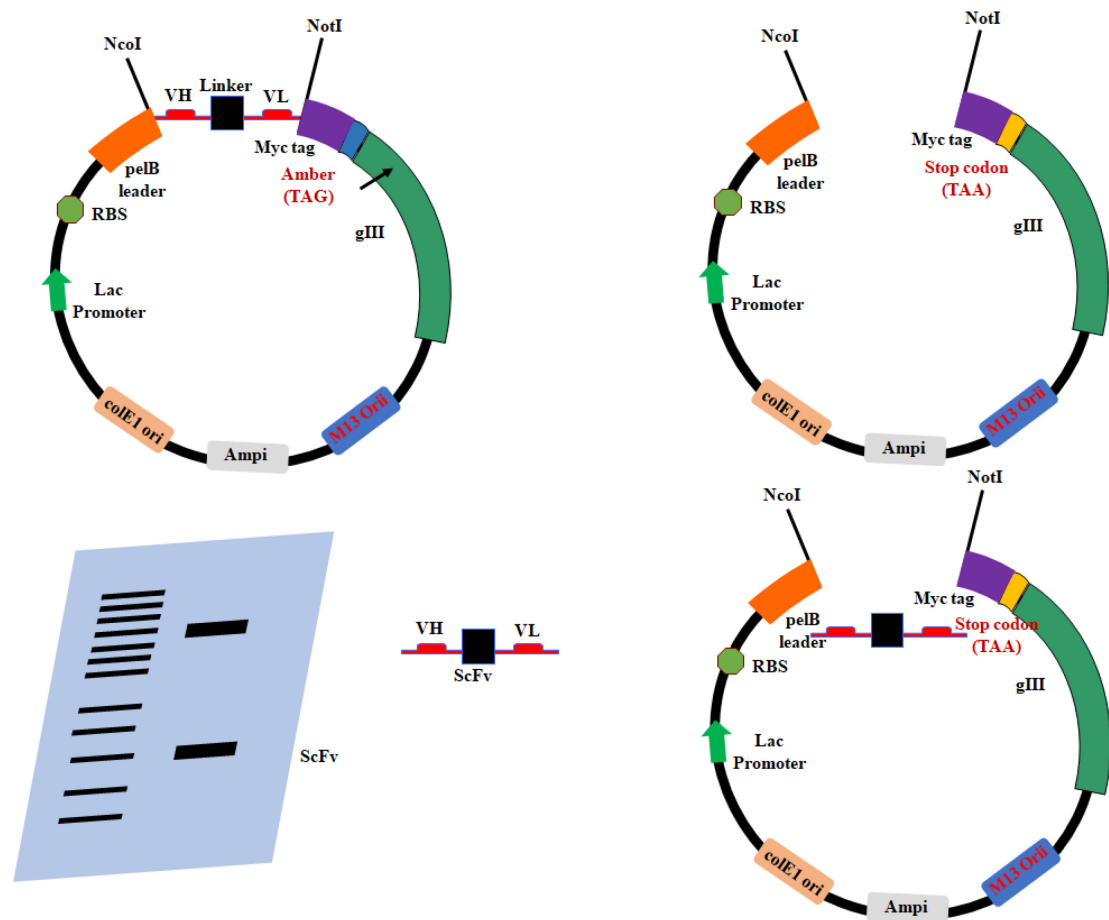 NcoI
NotI
VH
Linker
VL
Myc tag
Amber
(TAG)
pelB
leader
RBS
gIII
Lac
Promoter
colE1 ori
Ampi
M13 Orii
NcoI
NotI
Myc tag
Stop codon
(TAA)
pelB
leader
RBS
gIII
Lac
Promoter
colE1 ori
Ampi
M13 Orii
ScFv
VH
VL
ScFv
NcoI
NotI
Myc tag
Stop codon
(TAA)
pelB
leader
RBS
gIII
Lac
Promoter
colE1 ori
Ampi
M13 Orii